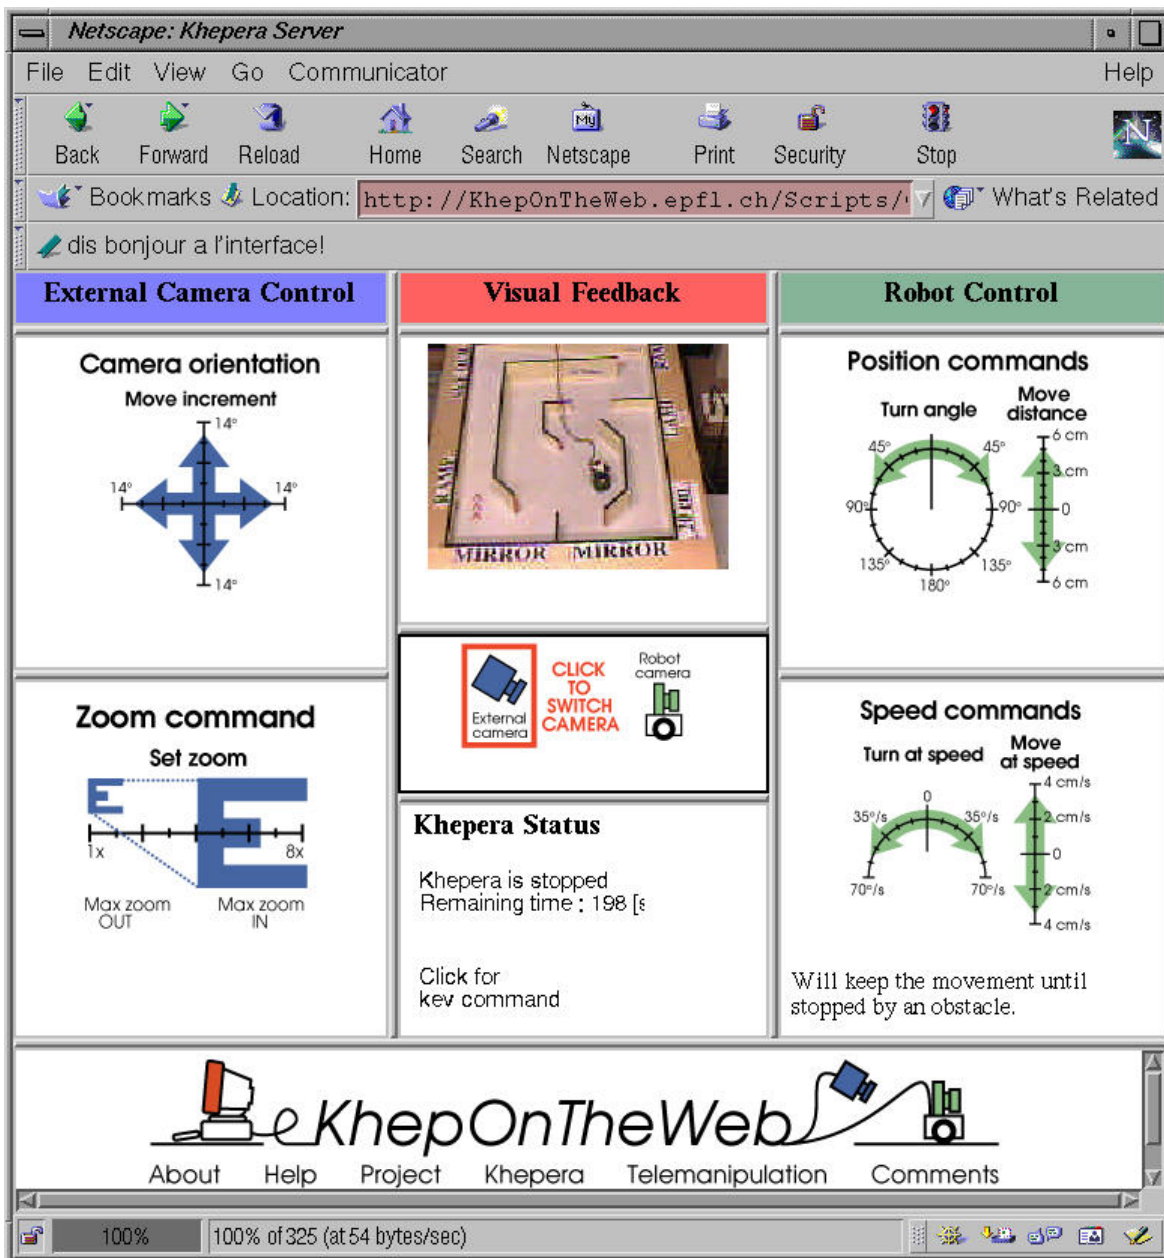 Netscape: Khepera Server
File Edit View Go Communicator Help
Back Forward Reload Home Search Netscape Print Security Stop
My
N
Bookmarks Location: http://KhepOnTheWeb.epfl.ch/Scripts/ What's Related
dis bonjour a l'interface!
External Camera Control
Camera orientation
Move increment
14°
14° 14°
14°
Zoom command
Set zoom
E E
1x 8x
Max zoom OUT
Max zoom IN
Visual Feedback
RAMP
MIRROR MIRROR
External camera
CLICK
TO
SWITCH
CAMERA
Robot
camera
Khepera Status
Khepera is stopped
Remaining time : 198 [s
Click for
key command
Robot Control
Position commands
Turn angle
45° 45°
90° 90°
135° 135°
180°
Move
distance
6 cm
3 cm
0
3 cm
6 cm
Speed commands
Turn at speed
0
35°/s 35°/s
70°/s 70°/s
Move
at speed
4 cm/s
2 cm/s
0
2 cm/s
4 cm/s
Will keep the movement until
stopped by an obstacle.
KhepOnTheWeb
About Help Project Khepera Telemanipulation Comments
100% 100% of 325 (at 54 bytes/sec)